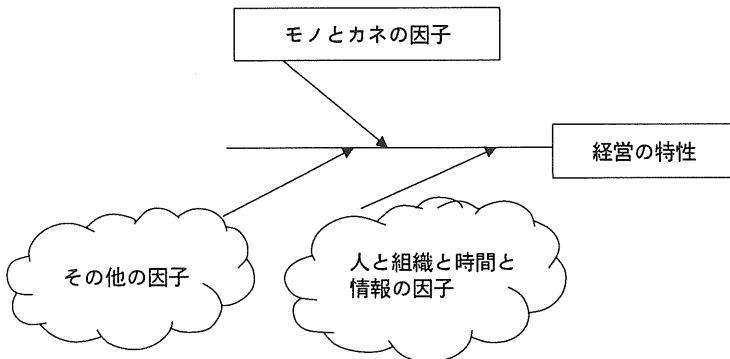 モノとカネの因子
経営の特性
その他の因子
人と組織と時間と
情報の因子